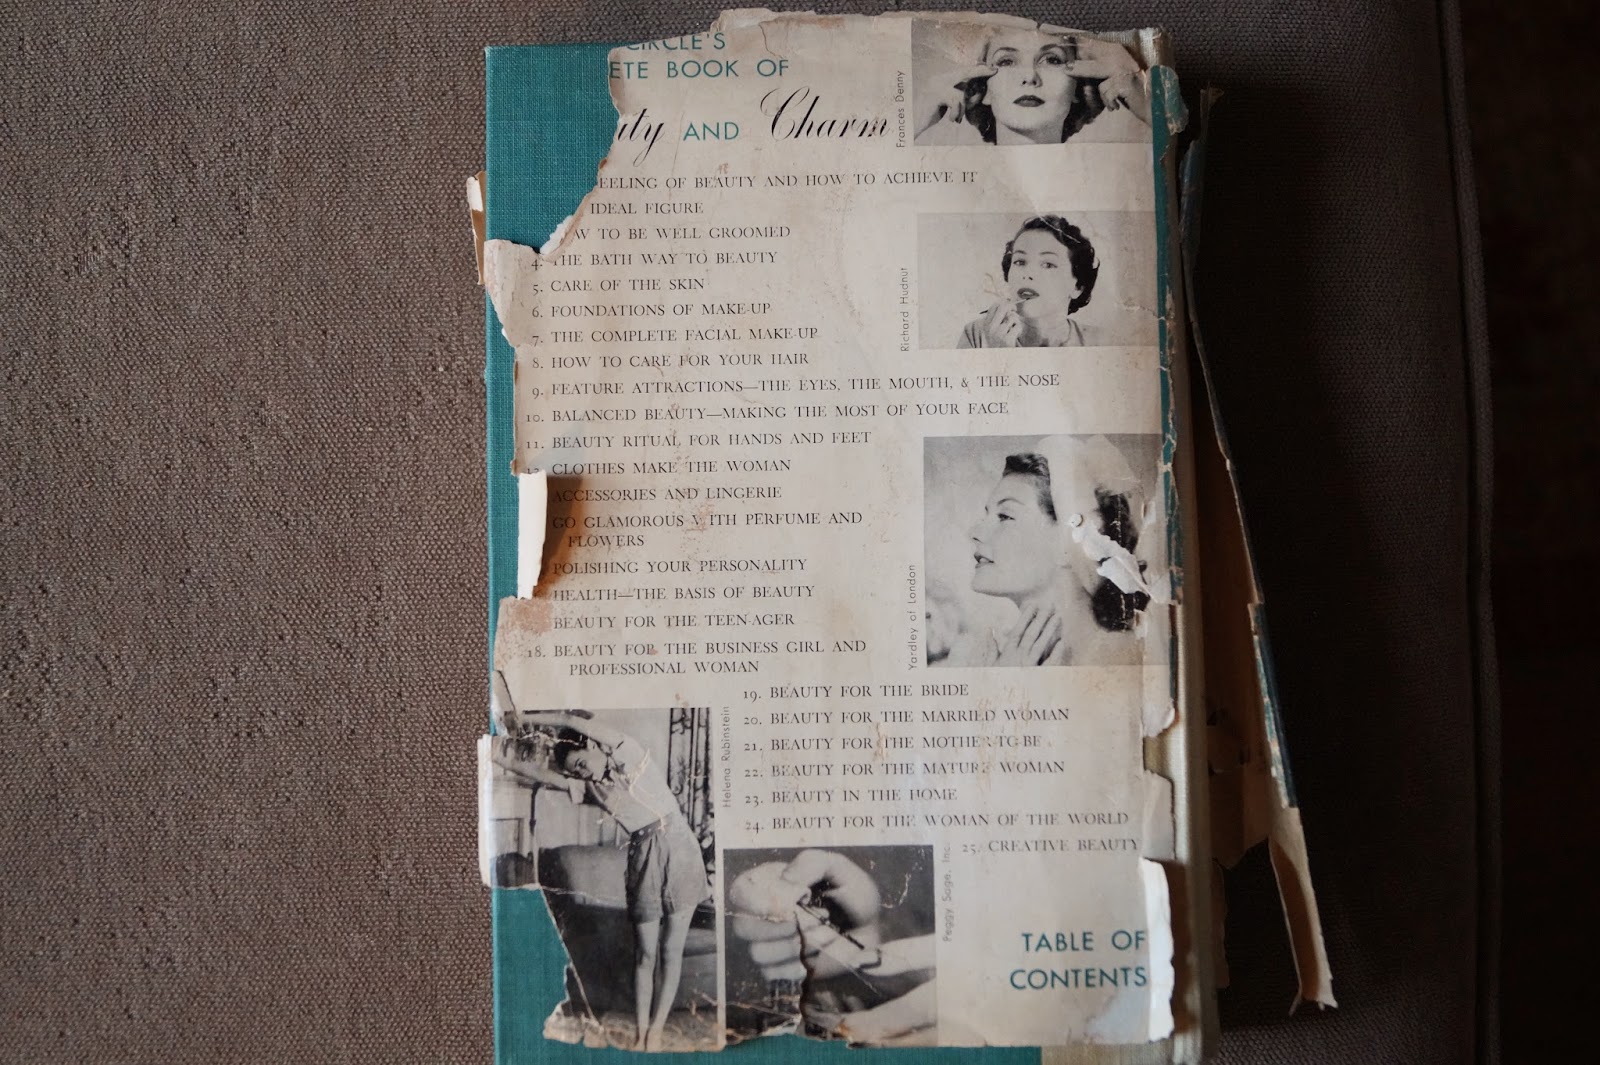 CIRCLE'S
ETE BOOK OF
uty AND Charm
Frances Denny
EELING OF BEAUTY AND HOW TO ACHIEVE IT
IDEAL FIGURE
W TO BE WELL GROOMED
4. THE BATH WAY TO BEAUTY
5. CARE OF THE SKIN
6. FOUNDATIONS OF MAKE-UP
7. THE COMPLETE FACIAL MAKE-UP
8. HOW TO CARE FOR YOUR HAIR
Richard Hudnut
9. FEATURE ATTRACTIONS—THE EYES, THE MOUTH, & THE NOSE
10. BALANCED BEAUTY—MAKING THE MOST OF YOUR FACE
11. BEAUTY RITUAL FOR HANDS AND FEET
12. CLOTHES MAKE THE WOMAN
ACCESSORIES AND LINGERIE
GO GLAMOROUS WITH PERFUME AND
FLOWERS
POLISHING YOUR PERSONALITY
HEALTH—THE BASIS OF BEAUTY
BEAUTY FOR THE TEEN-AGER
18. BEAUTY FOR THE BUSINESS GIRL AND
PROFESSIONAL WOMAN
Yardley of London
19. BEAUTY FOR THE BRIDE
20. BEAUTY FOR THE MARRIED WOMAN
21. BEAUTY FOR THE MOTHER-TO-BE
22. BEAUTY FOR THE MATURE WOMAN
23. BEAUTY IN THE HOME
24. BEAUTY FOR THE WOMAN OF THE WORLD
25. CREATIVE BEAUTY
Helena Rubinstein
Peggy Sage, Inc.
TABLE OF
CONTENTS